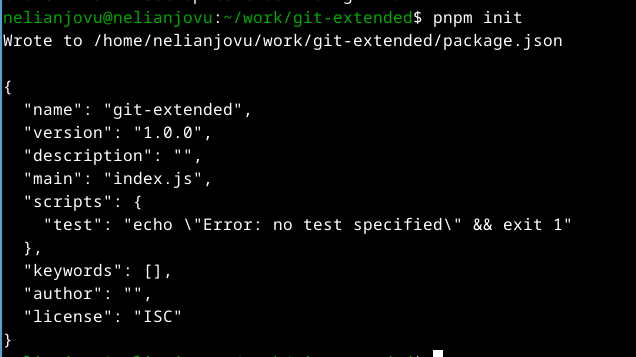 nelianjovu@nelianjovu:~/work/git-extended$ pnpm init
Wrote to /home/nelianjovu/work/git-extended/package.json
{
"name": "git-extended",
"version": "1.0.0",
"description": "",
"main": "index.js",
"scripts": {
"test": "echo \"Error: no test specified\" && exit 1"
},
"keywords": [],
"author": "",
"license": "ISC"
}